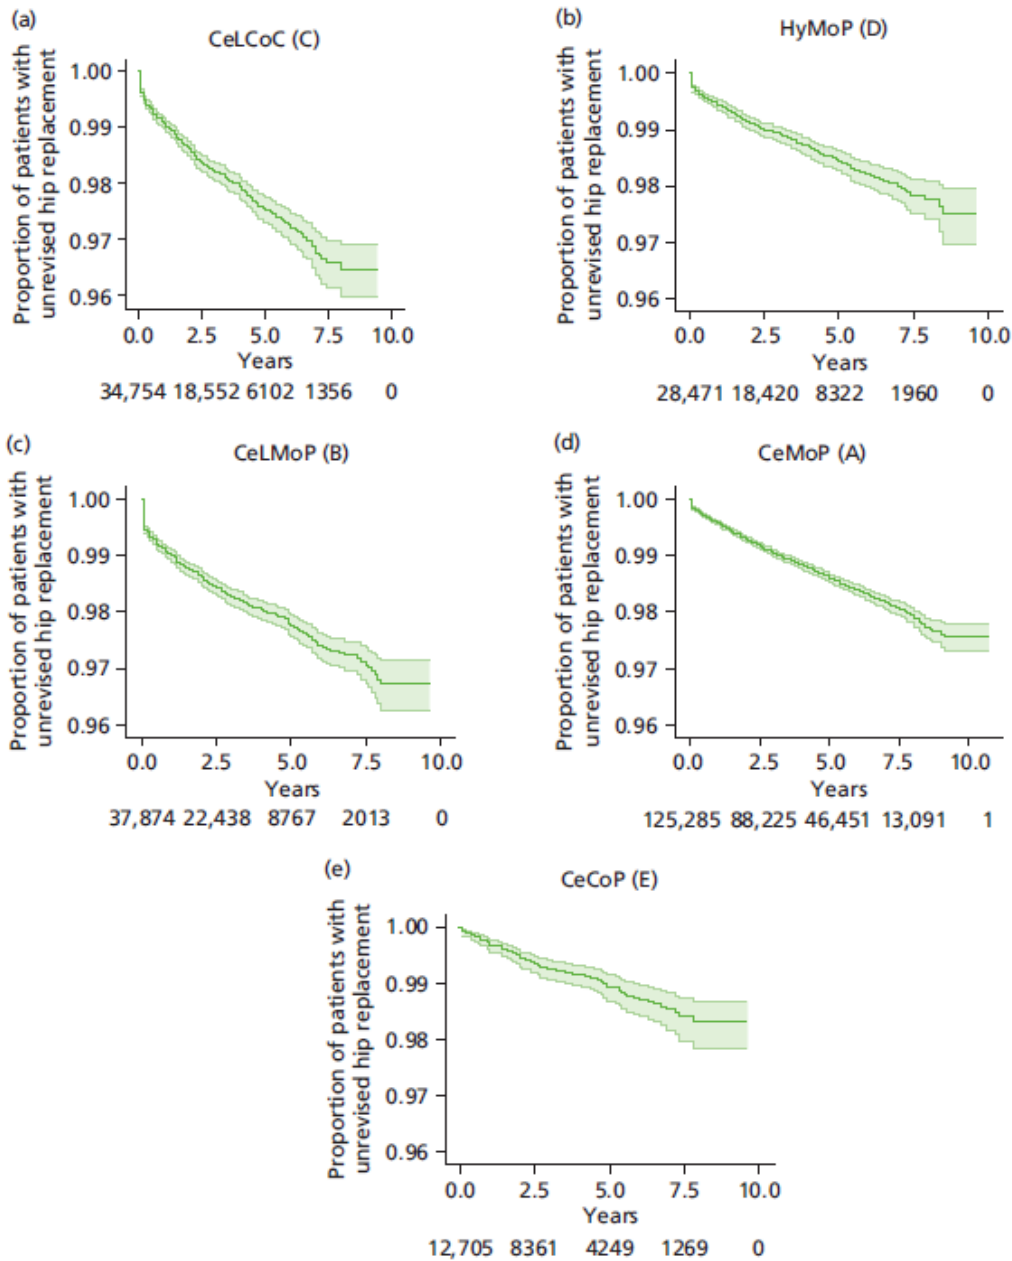 (a)
CeLCoC (C)
Proportion of patients with
unrevised hip replacement
1.00
0.99
0.98
0.97
0.96
0.0 2.5 5.0 7.5 10.0
Years
34,754 18,552 6102 1356 0
(b)
HyMoP (D)
Proportion of patients with
unrevised hip replacement
1.00
0.99
0.98
0.97
0.96
0.0 2.5 5.0 7.5 10.0
Years
28,471 18,420 8322 1960 0
(c)
CeLMoP (B)
Proportion of patients with
unrevised hip replacement
1.00
0.99
0.98
0.97
0.96
0.0 2.5 5.0 7.5 10.0
Years
37,874 22,438 8767 2013 0
(d)
CeMoP (A)
Proportion of patients with
unrevised hip replacement
1.00
0.99
0.98
0.97
0.96
0.0 2.5 5.0 7.5 10.0
Years
125,285 88,225 46,451 13,091 1
(e)
CeCoP (E)
Proportion of patients with
unrevised hip replacement
1.00
0.99
0.98
0.97
0.96
0.0 2.5 5.0 7.5 10.0
Years
12,705 8361 4249 1269 0